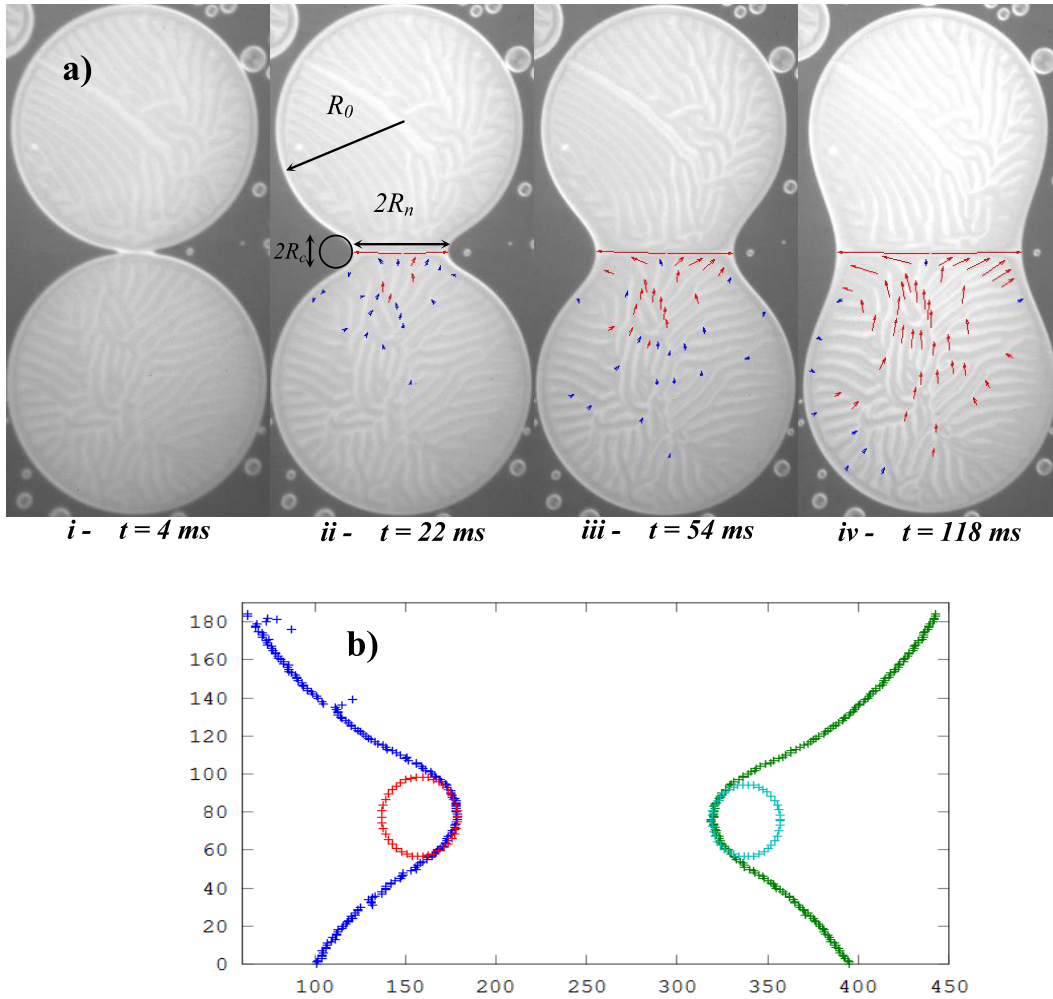 a)
R0
2Rn
2Rc
i - t = 4 ms
ii - t = 22 ms
iii - t = 54 ms
iv - t = 118 ms
b)
180
160
140
120
100
80
60
40
20
0
100 150 200 250 300 350 400 450